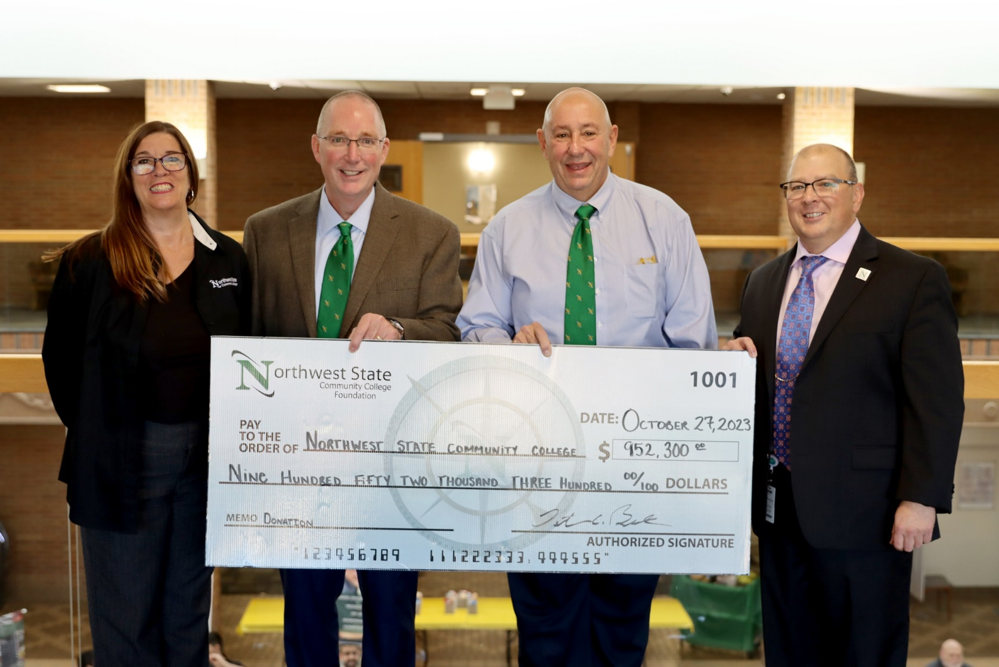 Northwest State
Community College
Northwest State
Community College
Foundation
1001
DATE: OCTOBER 27, 2023
PAY
TO THE
ORDER OF NORTHWEST STATE COMMUNITY COLLEGE $ 952,300 00
NINE HUNDRED FIFTY TWO THOUSAND THREE HUNDRED 00/100 DOLLARS
MEMO DONATION
AUTHORIZED SIGNATURE
"123456789 111222333: 444555"